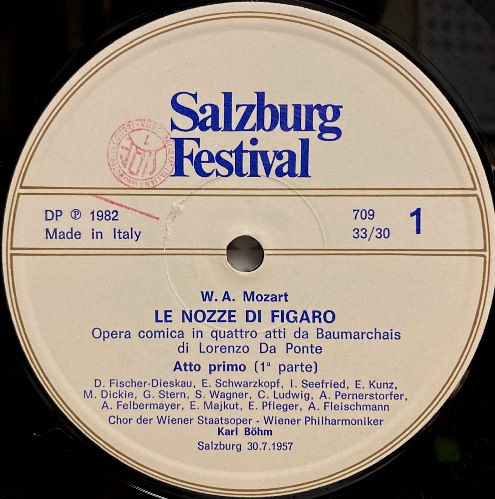 Salzburg
Festival
DP Ⓟ 1982
Made in Italy
709
33/30
1
W. A. Mozart
LE NOZZE DI FIGARO
Opera comica in quattro atti da Baumarchais
di Lorenzo Da Ponte
Atto primo (1ª parte)
D. Fischer-Dieskau, E. Schwarzkopf, I. Seefried, E. Kunz,
M. Dickie, G. Stern, S. Wagner, C. Ludwig, A. Pernerstorfer,
A. Felbermayer, E. Majkut, E. Pfleger, A. Fleischmann
Chor der Wiener Staatsoper - Wiener Philharmoniker
Karl Böhm
Salzburg 30.7.1957